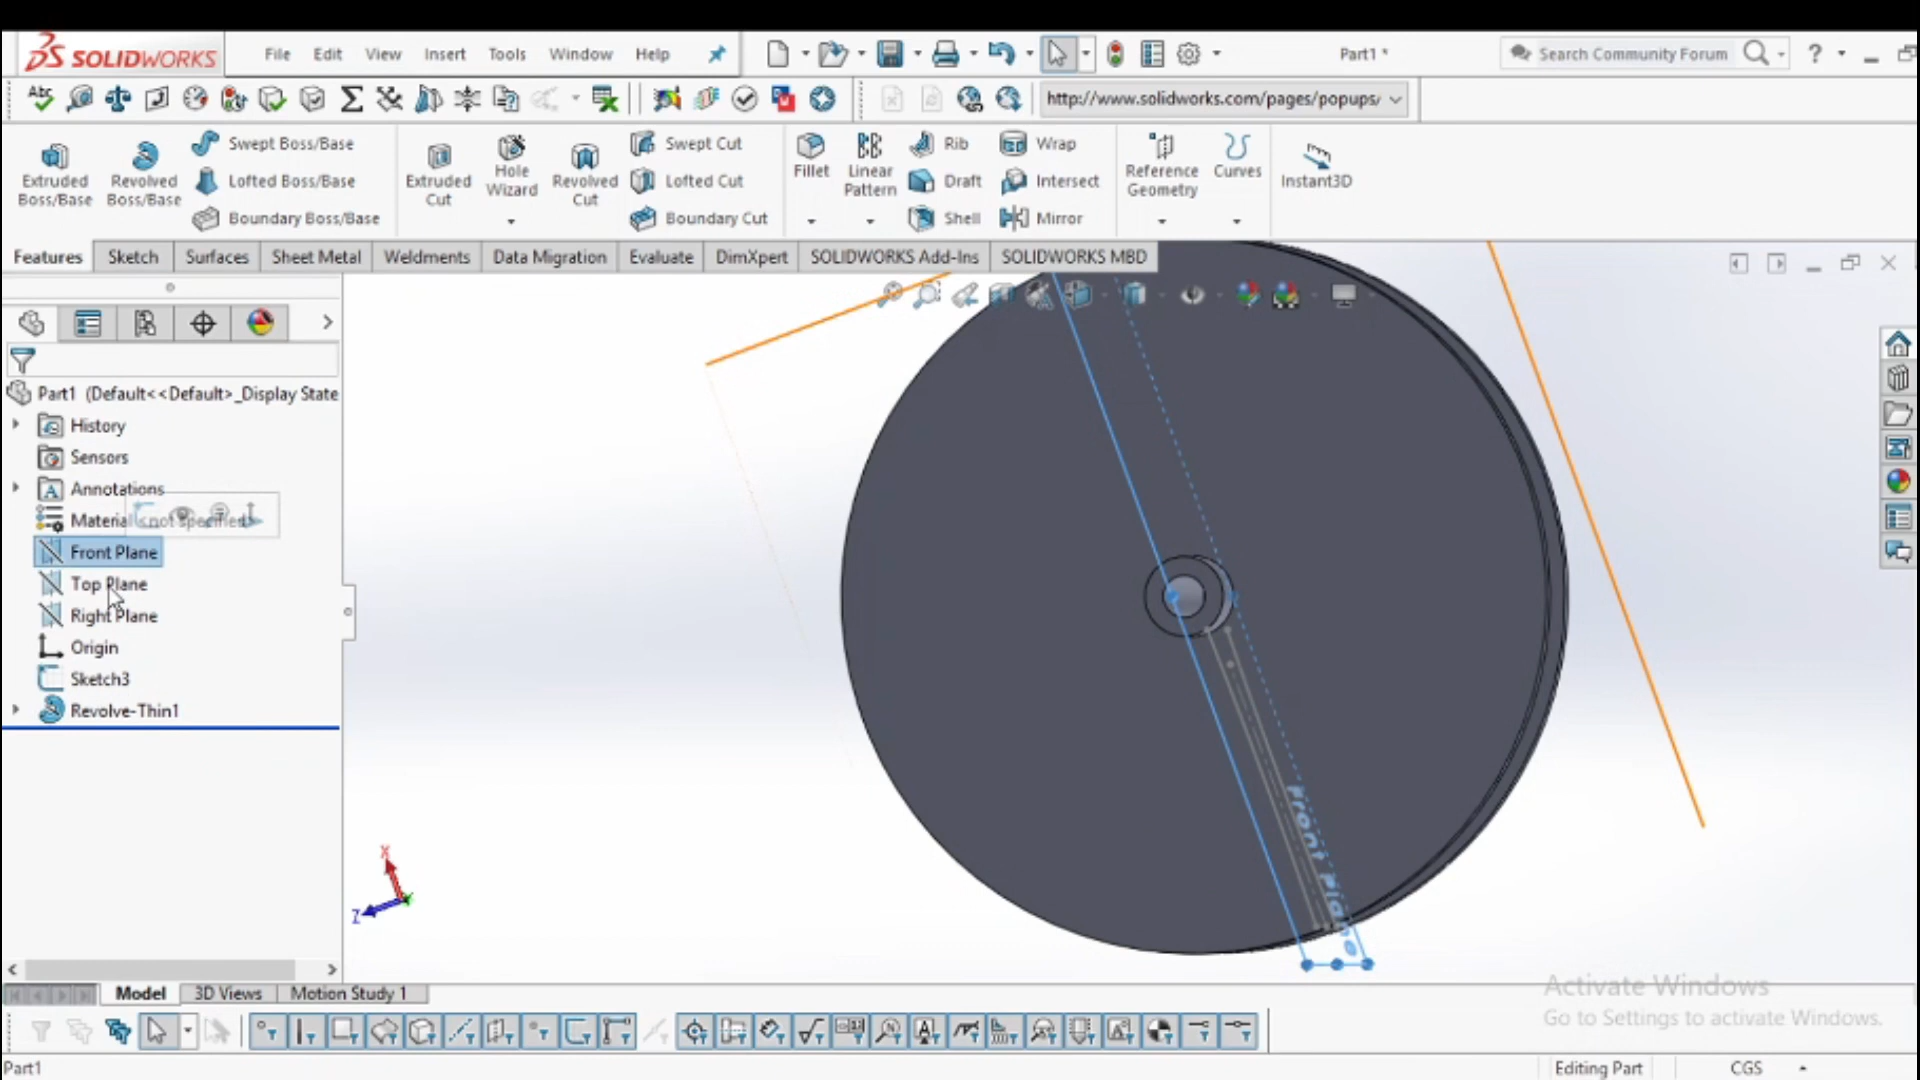 SOLIDWORKS File Edit View Insert Tools Window Help Part1 * Search Community Forum ?
http://www.solidworks.com/pages/popups/
Extruded Boss/Base
Revolved Boss/Base
Swept Boss/Base
Lofted Boss/Base
Boundary Boss/Base
Extruded Cut
Hole Wizard
Revolved Cut
Swept Cut
Lofted Cut
Boundary Cut
Fillet
Linear Pattern
Rib
Draft
Shell
Wrap
Intersect
Mirror
Reference Geometry
Curves
Instant3D
Features Sketch Surfaces Sheet Metal Weldments Data Migration Evaluate DimXpert SOLIDWORKS Add-Ins SOLIDWORKS MBD
Part1 (Default<<Default>_Display State
History
Sensors
Annotations
Material <not specified>
Front Plane
Top Plane
Right Plane
Origin
Sketch3
Revolve-Thin1
Front Plane
X
Z
Model 3D Views Motion Study 1
Activate Windows
Go to Settings to activate Windows.
Part1 Editing Part CGS